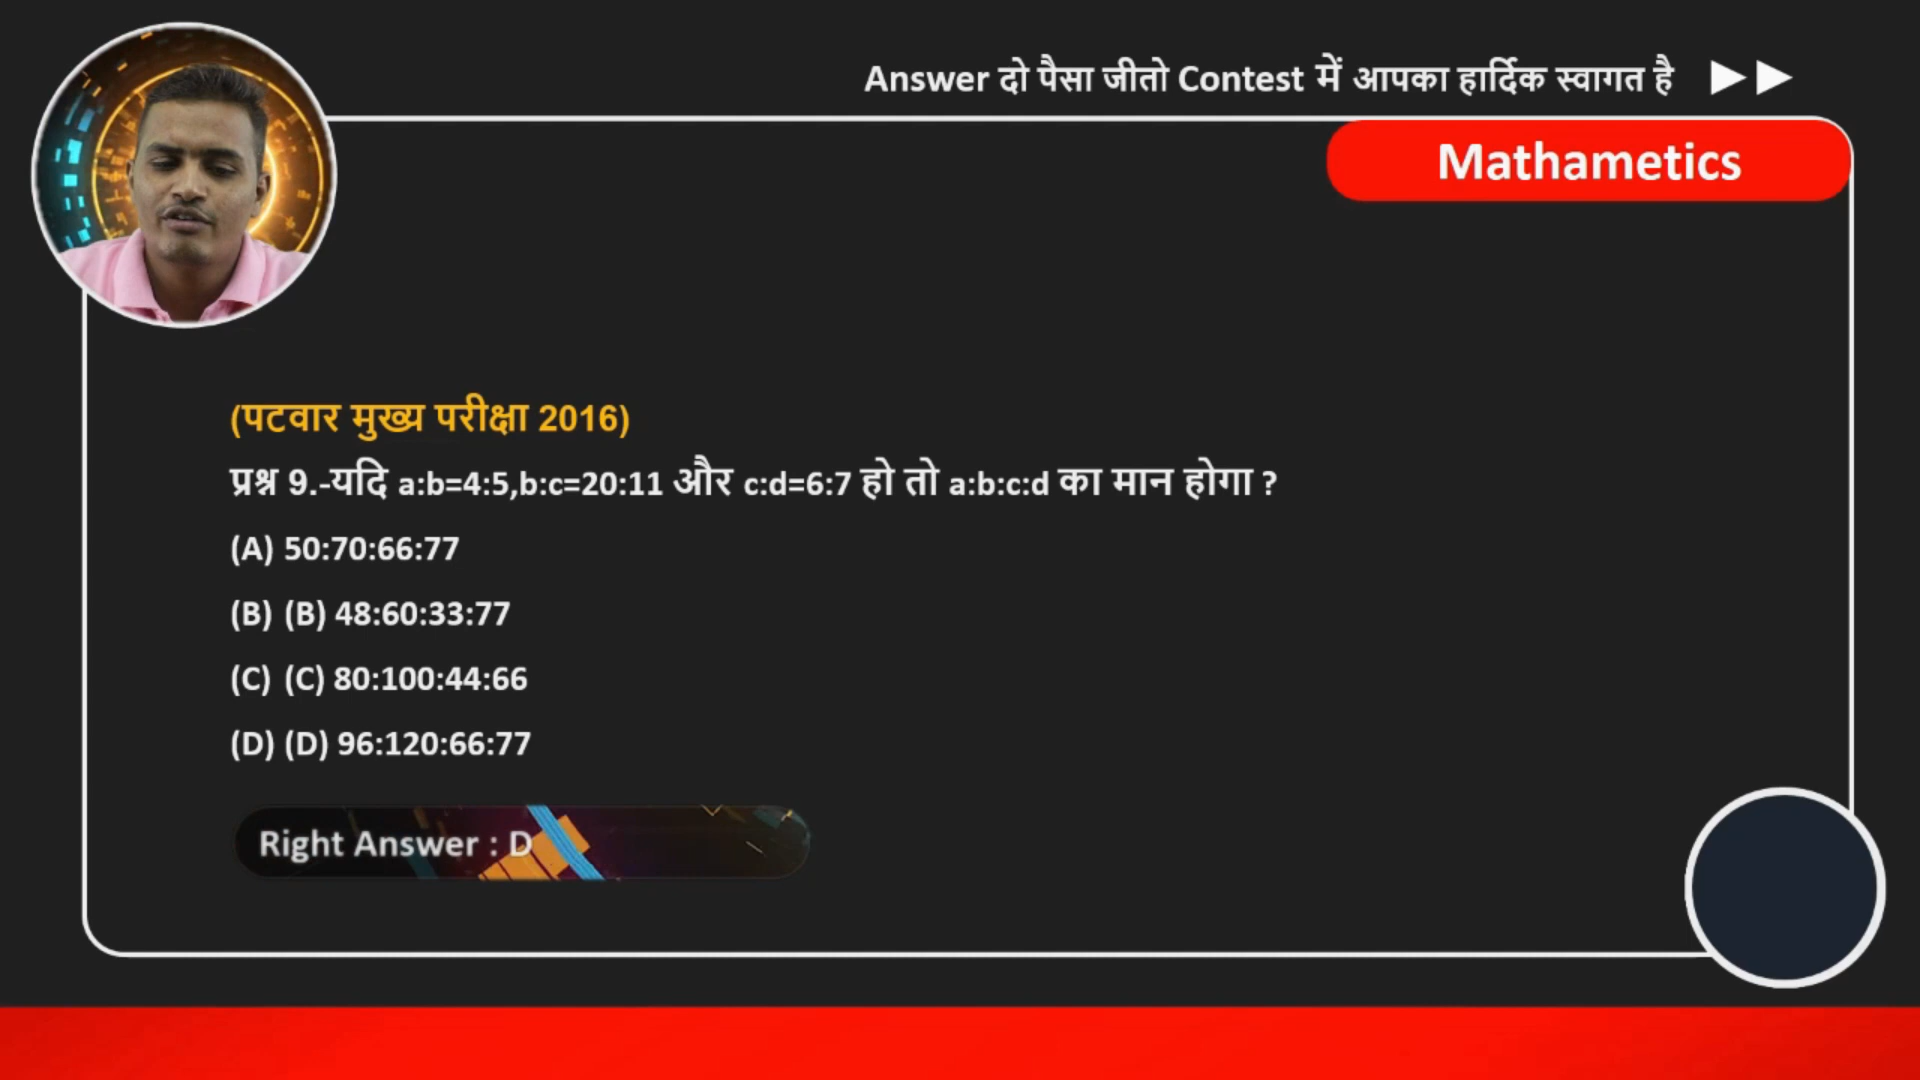 Answer दो पैसा जीतो Contest में आपका हार्दिक स्वागत है
Mathametics
(पटवार मुख्य परीक्षा 2016)
प्रश्न 9.-यदि a:b=4:5,b:c=20:11 और c:d=6:7 हो तो a:b:c:d का मान होगा ?
(A) 50:70:66:77
(B) (B) 48:60:33:77
(C) (C) 80:100:44:66
(D) (D) 96:120:66:77
Right Answer : D